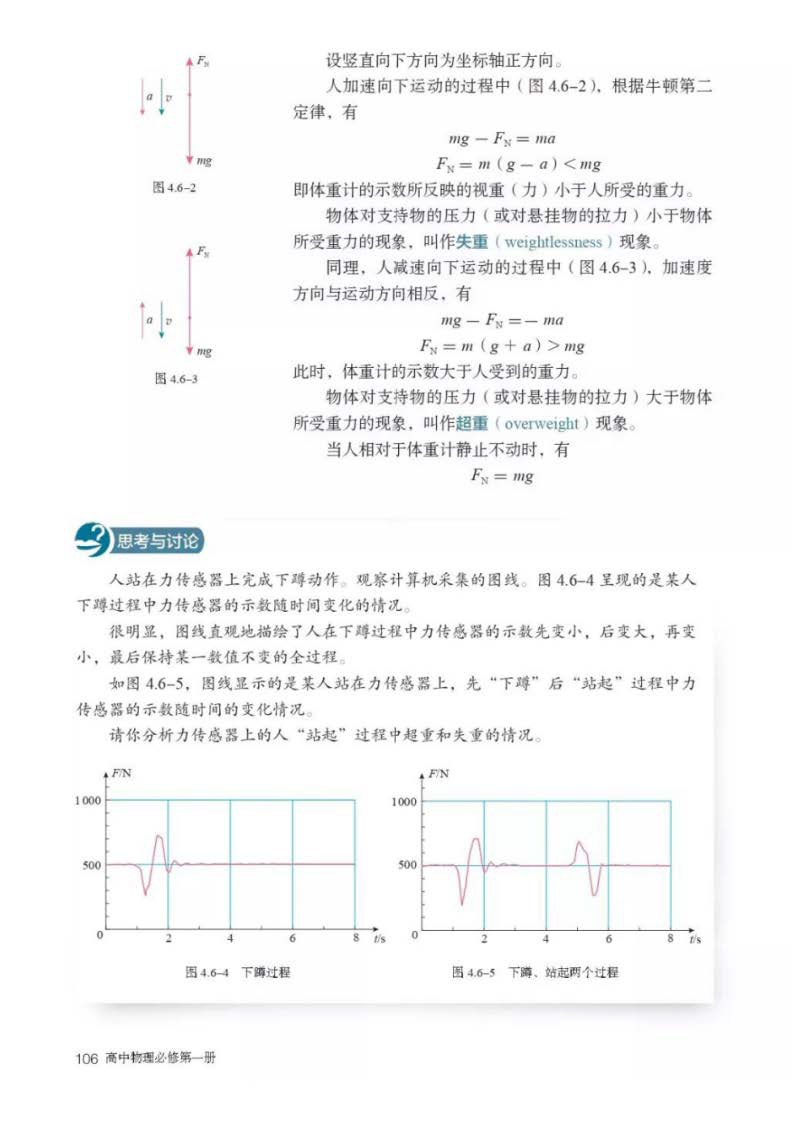 设竖直向下方向为坐标轴正方向。
人加速向下运动的过程中（图 4.6-2），根据牛顿第二
定律，有
mg － F_N ＝ ma
F_N ＝ m（g － a）＜mg
即体重计的示数所反映的视重（力）小于人所受的重力。
物体对支持物的压力（或对悬挂物的拉力）小于物体
所受重力的现象，叫作失重（weightlessness）现象。
同理，人减速向下运动的过程中（图 4.6-3），加速度
方向与运动方向相反，有
mg － F_N ＝－ ma
F_N ＝ m（g ＋ a）＞mg
此时，体重计的示数大于人受到的重力。
物体对支持物的压力（或对悬挂物的拉力）大于物体
所受重力的现象，叫作超重（overweight）现象。
当人相对于体重计静止不动时，有
F_N ＝ mg
F_N
a
v
mg
图 4.6-2
F_N
a
v
mg
图 4.6-3
思考与讨论
人站在力传感器上完成下蹲动作。观察计算机采集的图线。图 4.6-4 呈现的是某人
下蹲过程中力传感器的示数随时间变化的情况。
很明显，图线直观地描绘了人在下蹲过程中力传感器的示数先变小，后变大，再变
小，最后保持某一数值不变的全过程。
如图 4.6-5，图线显示的是某人站在力传感器上，先“下蹲”后“站起”过程中力
传感器的示数随时间的变化情况。
请你分析力传感器上的人“站起”过程中超重和失重的情况。
F/N
1 000
500
0
2
4
6
8
t/s
图 4.6-4 下蹲过程
F/N
1 000
500
0
2
4
6
8
t/s
图 4.6-5 下蹲、站起两个过程
106 高中物理必修第一册